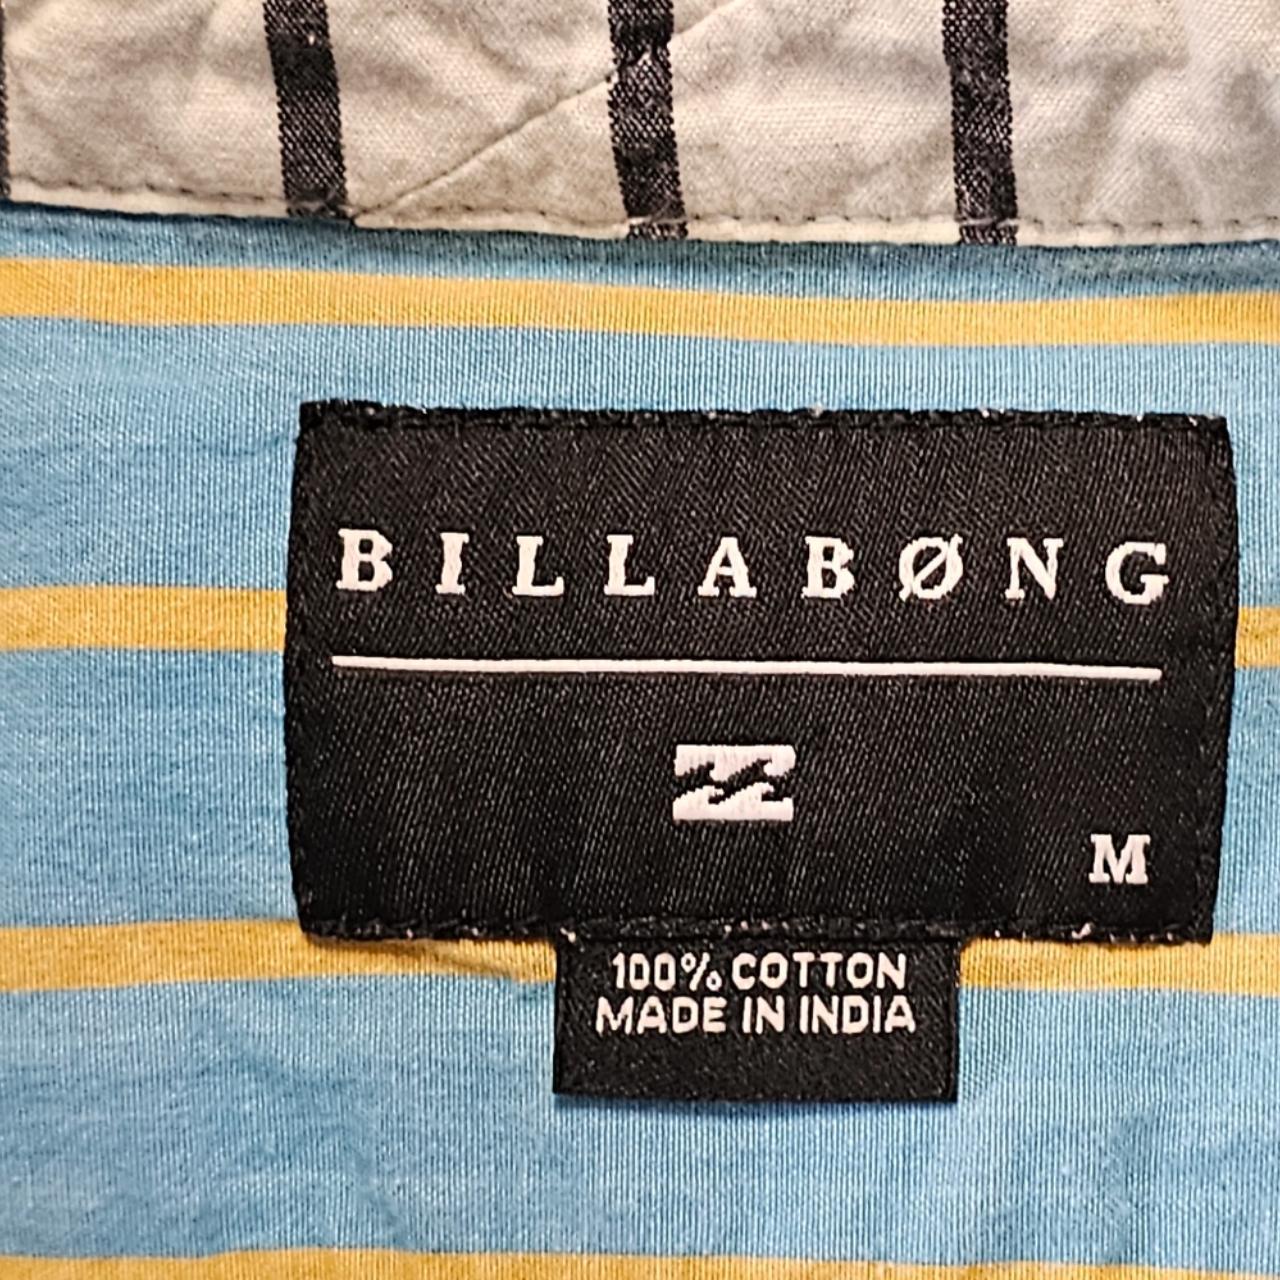 BILLABØNG
M
100% COTTON
MADE IN INDIA